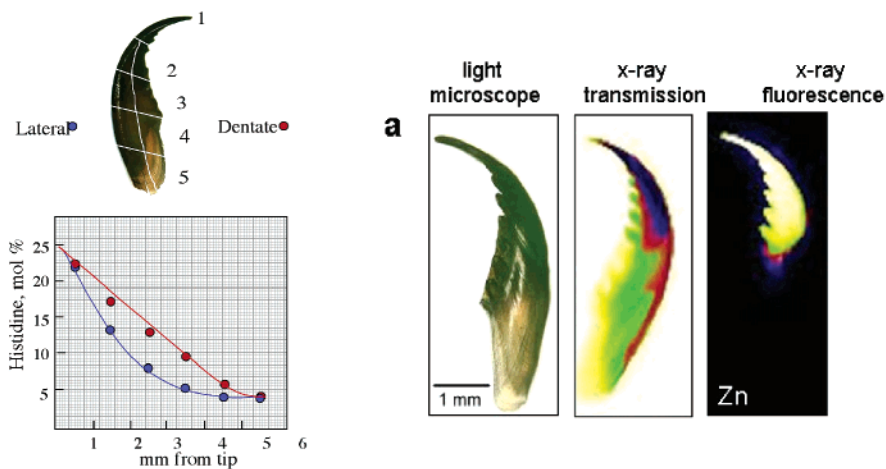 1
2
3
4
5
Lateral
Dentate
Histidine, mol %
25
20
15
10
5
1 2 3 4 5 6
mm from tip
a
light microscope
x-ray transmission
x-ray fluorescence
1 mm
Zn